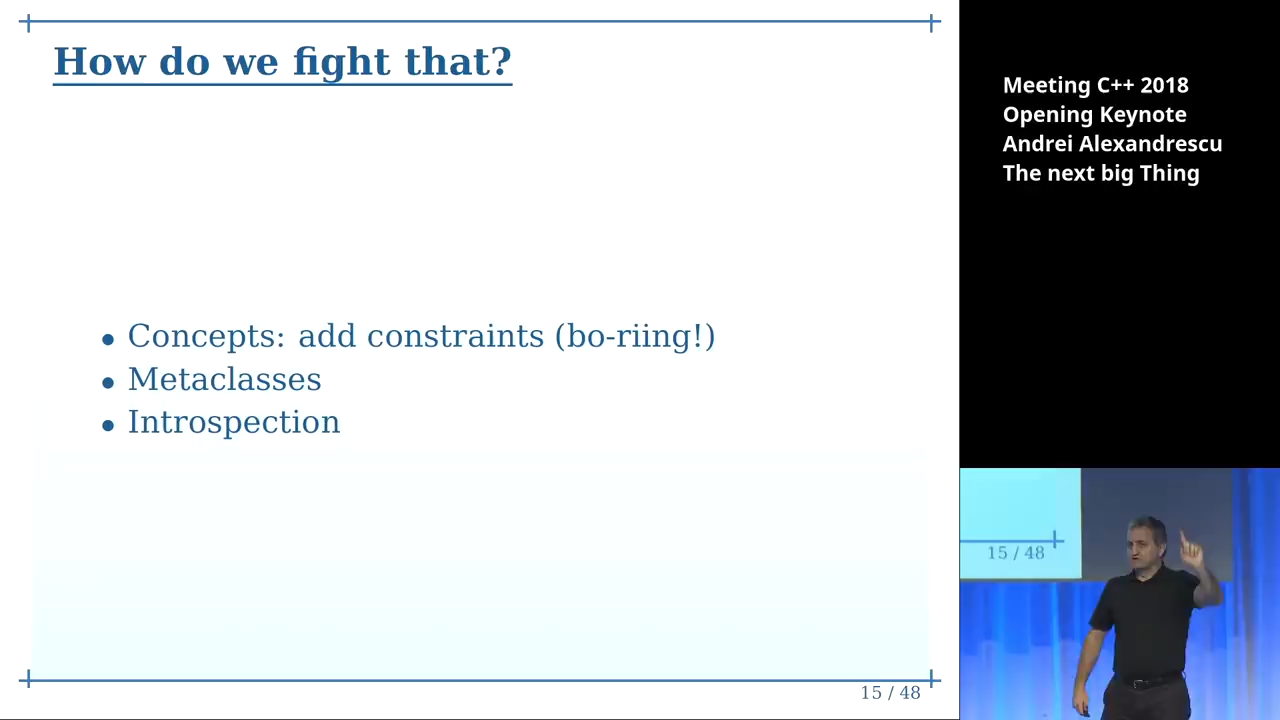 How do we fight that?
• Concepts: add constraints (bo-riing!)
• Metaclasses
• Introspection
15 / 48
Meeting C++ 2018
Opening Keynote
Andrei Alexandrescu
The next big Thing
15 / 48